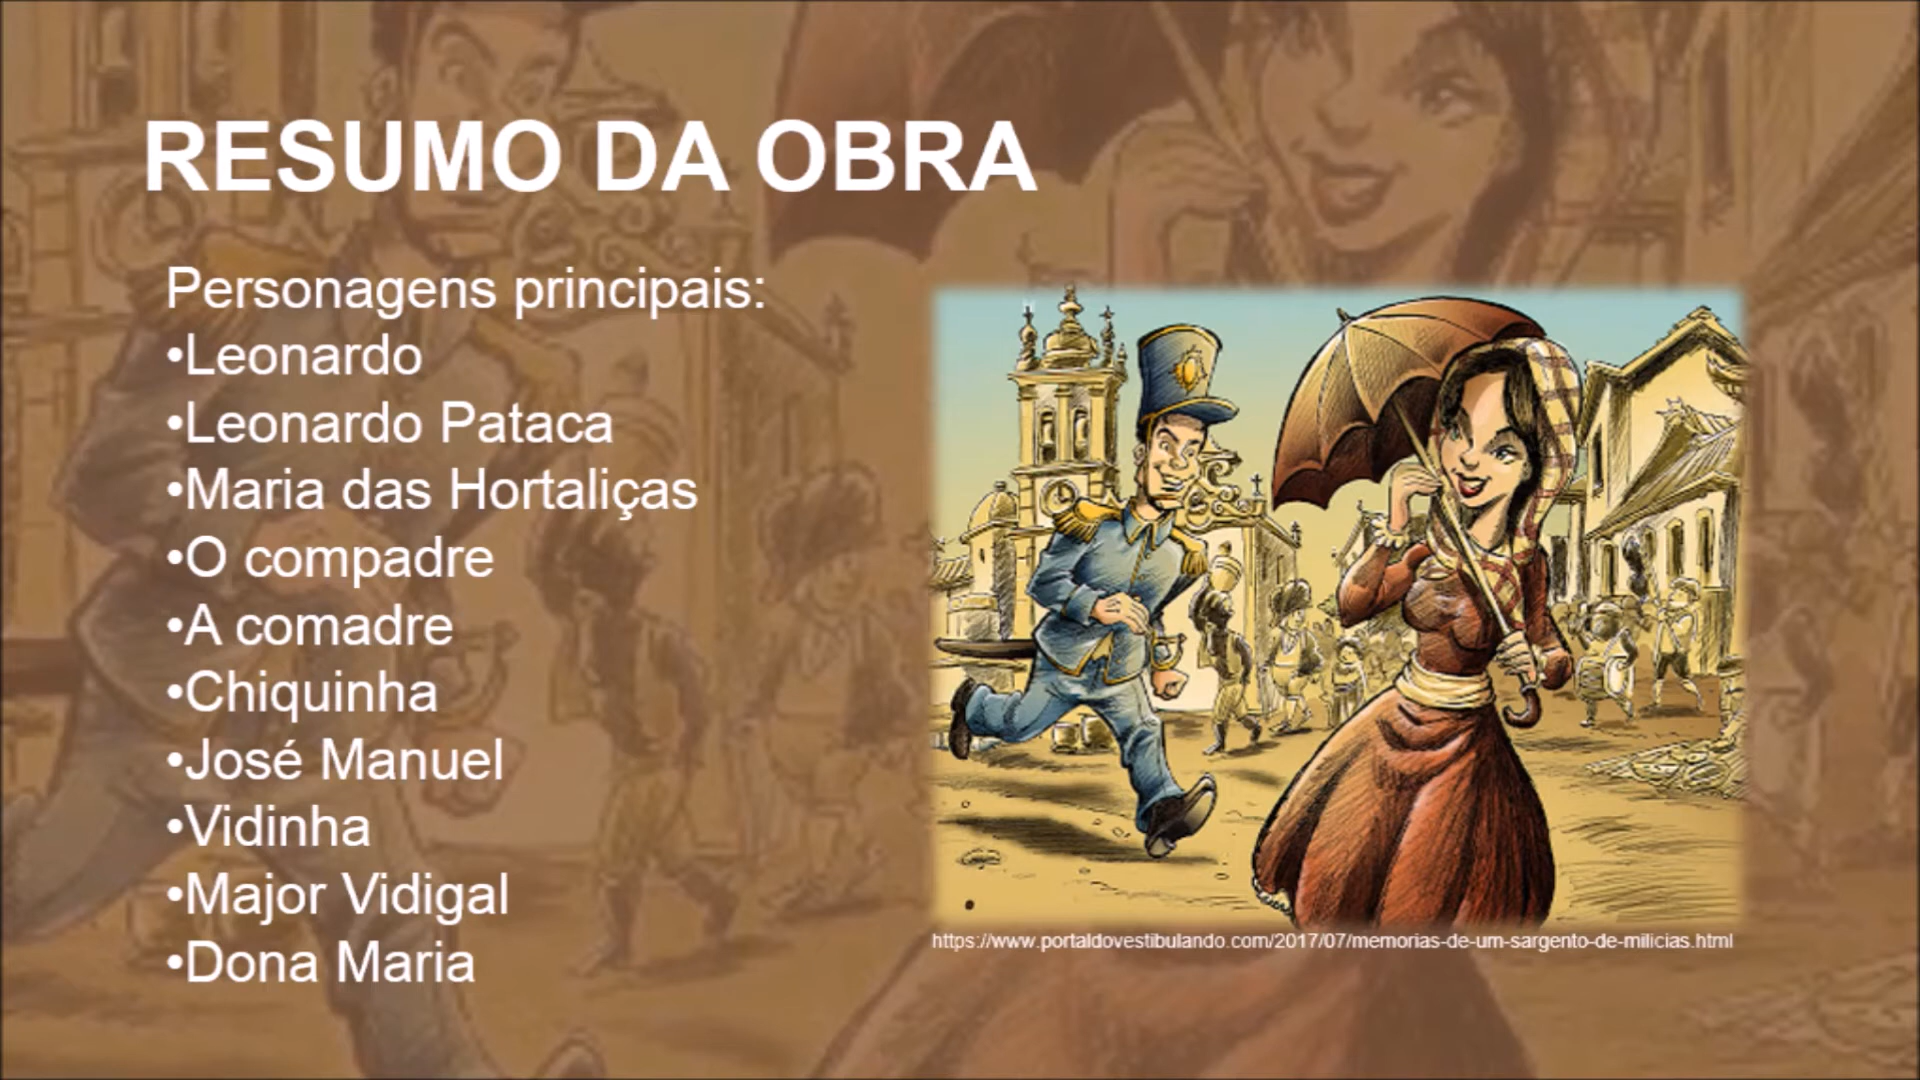 RESUMO DA OBRA
Personagens principais:
•Leonardo
•Leonardo Pataca
•Maria das Hortaliças
•O compadre
•A comadre
•Chiquinha
•José Manuel
•Vidinha
•Major Vidigal
•Dona Maria
https://www.portaldovestibulando.com/2017/07/memorias-de-um-sargento-de-milicias.html